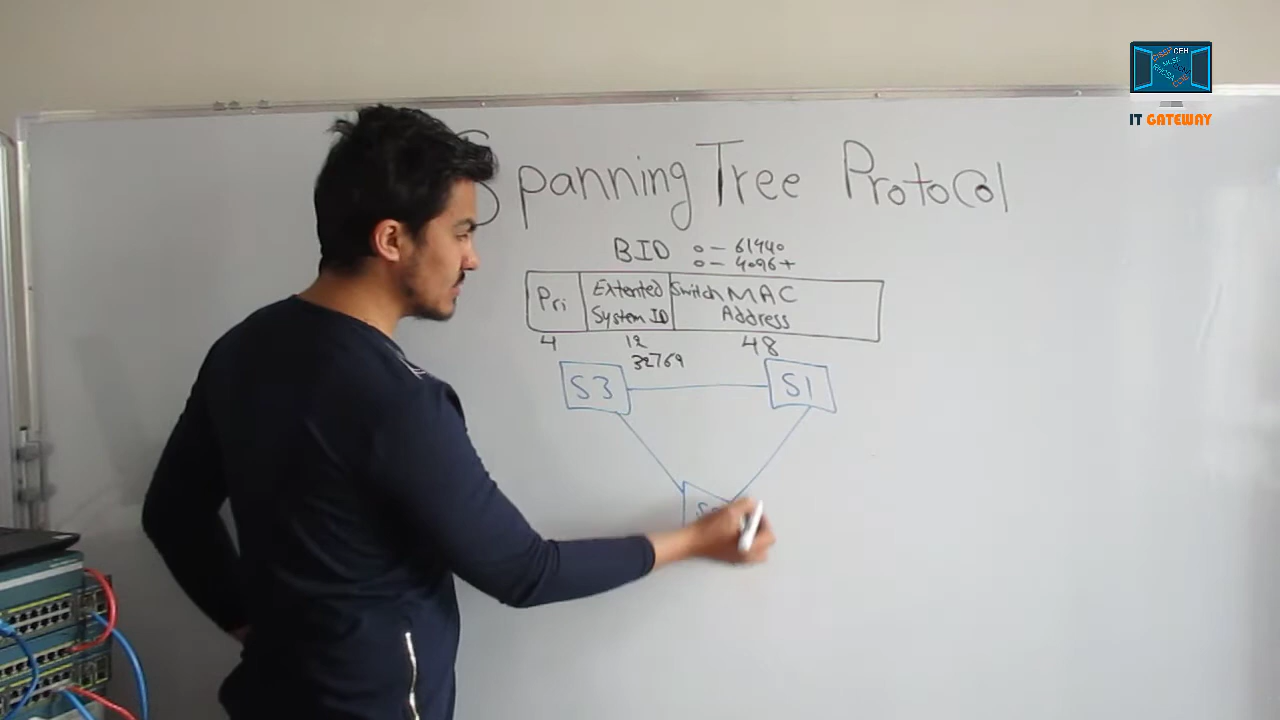 Spanning Tree Protocol
BID 0 - 61440
0 - 4096+
Pri Extented System ID Switch MAC Address
4 12 48
32769
S3 S1
IT GATEWAY
CEH